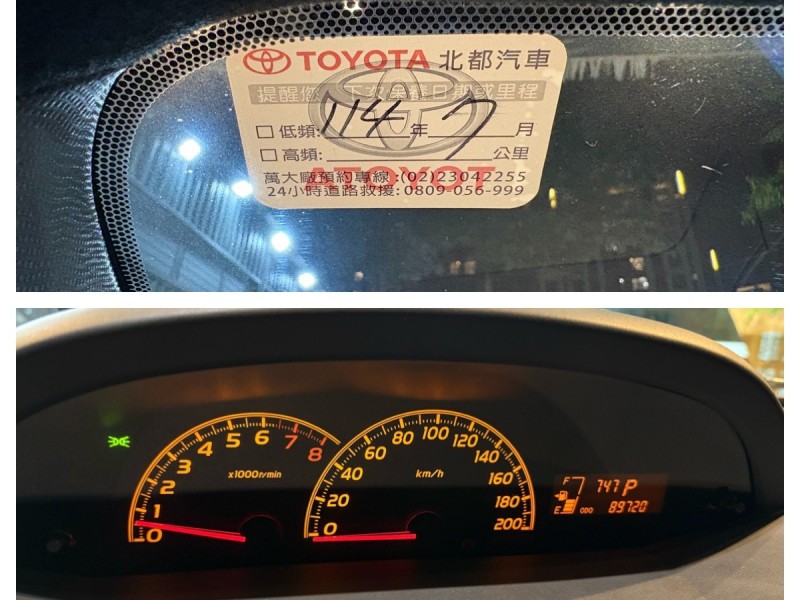 TOYOTA 北都汽車
提醒您 下次保養日期或里程
□ 低頻: 114 年 7 月
□ 高頻: 公里
ATOYOT
萬大廠預約專線:(02)23042255
24小時道路救援:0809-056-999
0 1 2 3 4 5 6 7 8
x1000r/min
0 20 40 60 80 100 120 140 160 180 200
km/h
F 747 P
E ODO 89720